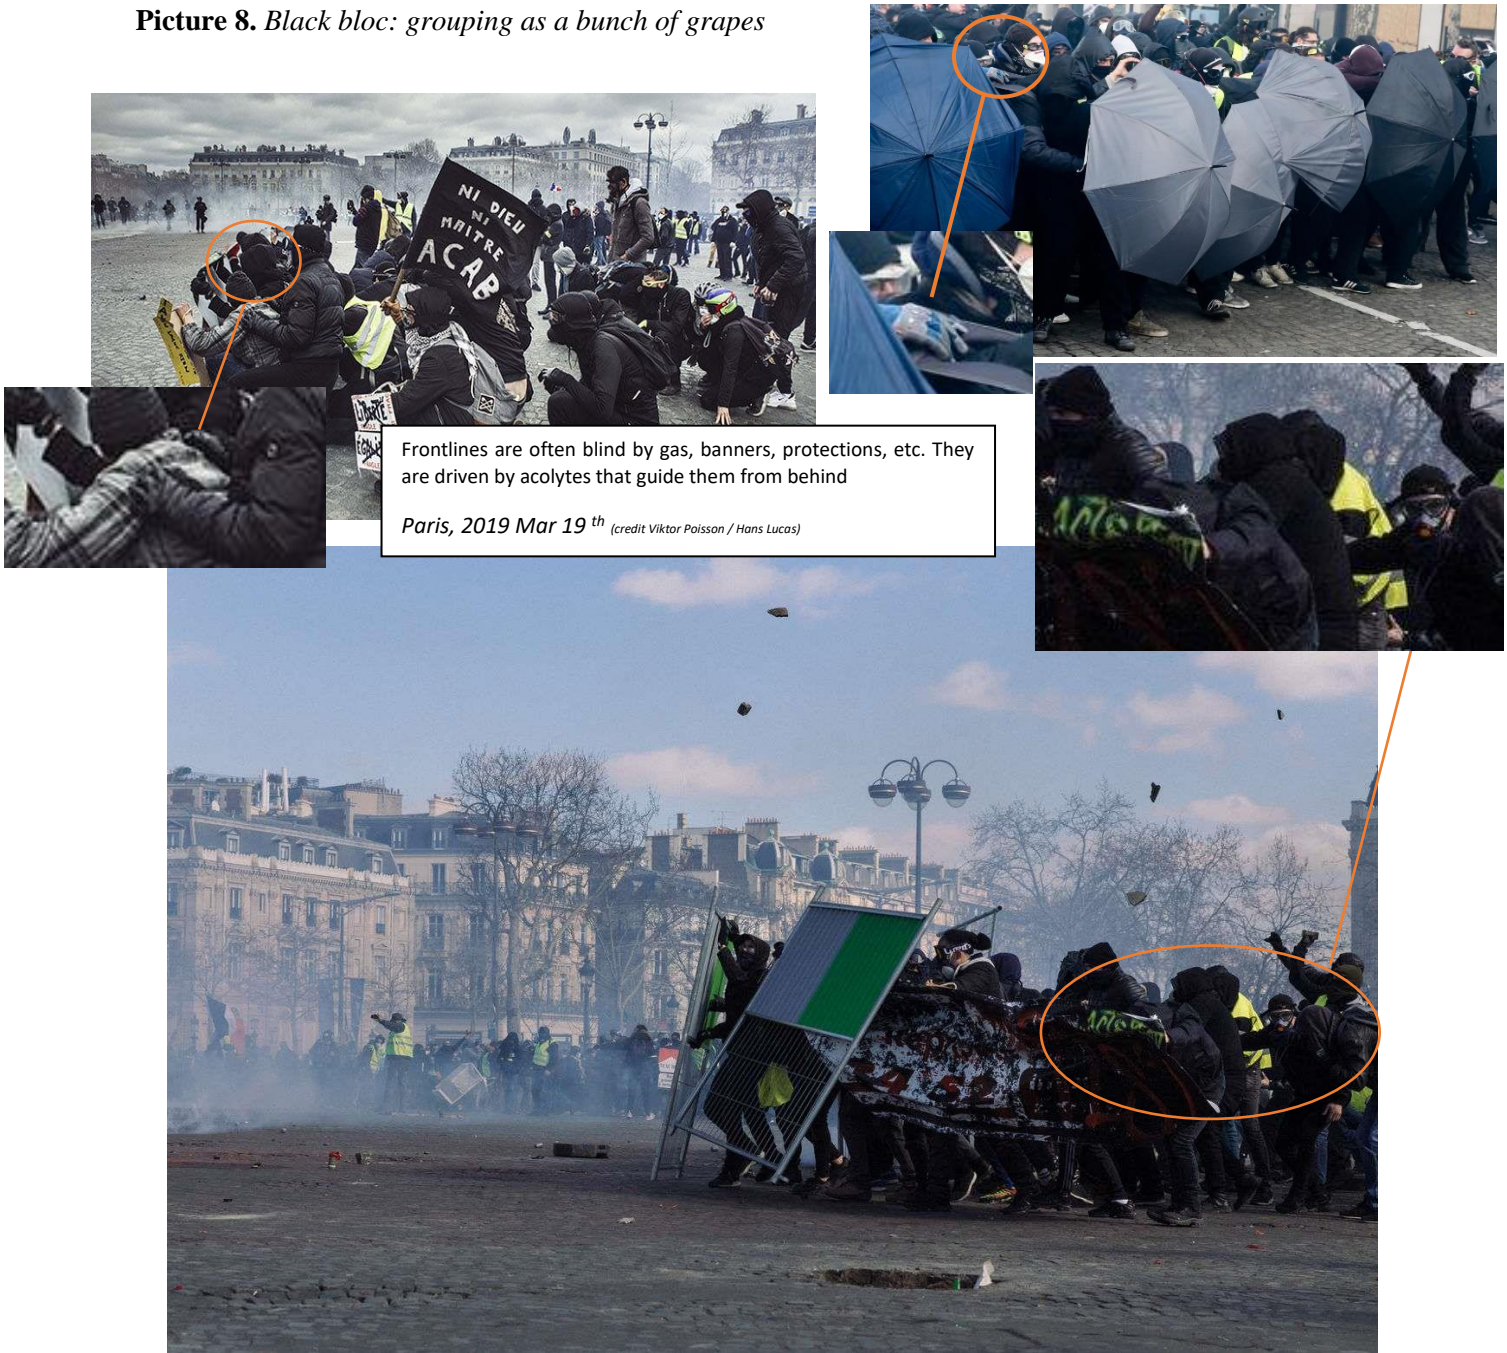 Picture 8. Black bloc: grouping as a bunch of grapes
NI DIEU
NI
MAITRE
ACAB
LIBERTÉ
Frontlines are often blind by gas, banners, protections, etc. They
are driven by acolytes that guide them from behind
Paris, 2019 Mar 19 th (credit Viktor Poisson / Hans Lucas)